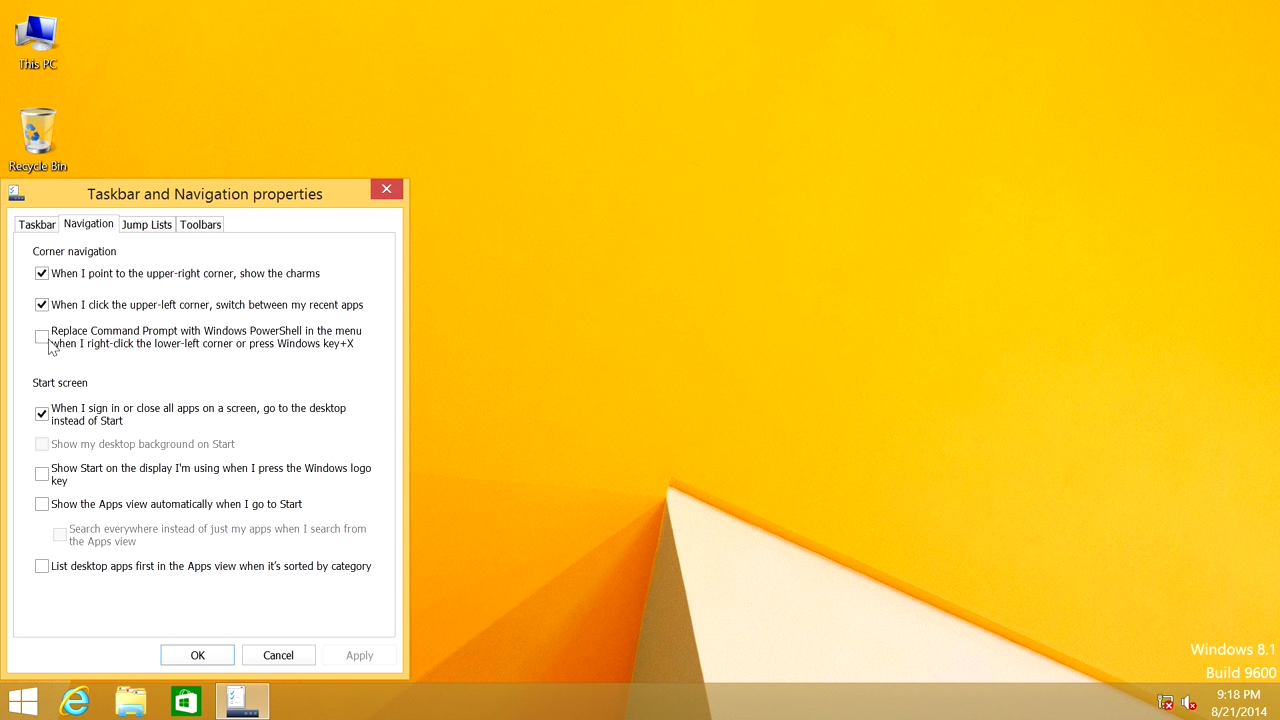 This PC
Recycle Bin
Taskbar and Navigation properties
Taskbar Navigation Jump Lists Toolbars
Corner navigation
When I point to the upper-right corner, show the charms
When I click the upper-left corner, switch between my recent apps
Replace Command Prompt with Windows PowerShell in the menu
when I right-click the lower-left corner or press Windows key+X
Start screen
When I sign in or close all apps on a screen, go to the desktop
instead of Start
Show my desktop background on Start
Show Start on the display I'm using when I press the Windows logo
key
Show the Apps view automatically when I go to Start
Search everywhere instead of just my apps when I search from
the Apps view
List desktop apps first in the Apps view when it's sorted by category
OK Cancel Apply
Windows 8.1
Build 9600
9:18 PM
8/21/2014